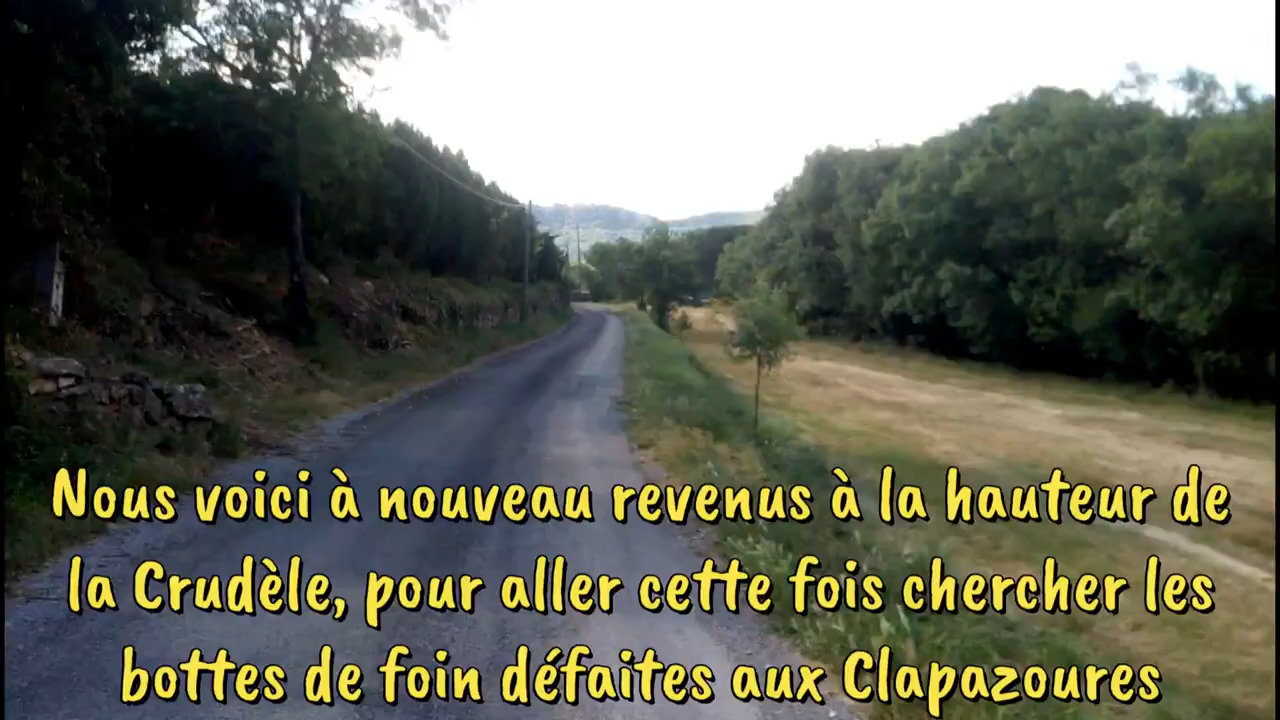 Nous voici à nouveau revenus à la hauteur de
la Crudèle, pour aller cette fois chercher les
bottes de foin défaites aux Clapazoures